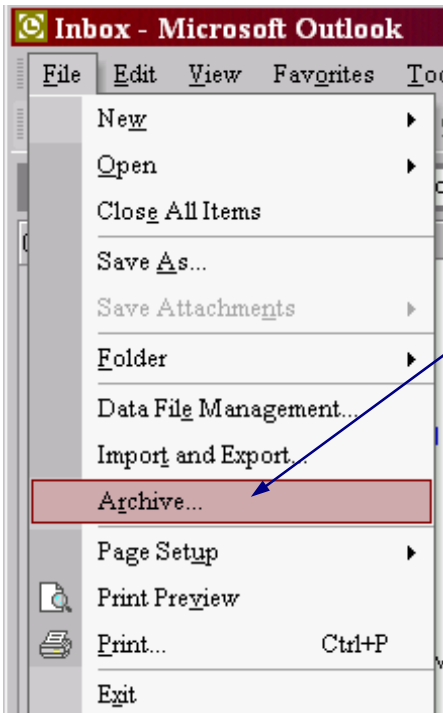 Inbox - Microsoft Outlook
File Edit View Favorites
New
Open
Close All Items
Save As...
Save Attachments
Folder
Data File Management...
Import and Export...
Archive...
Page Setup
Print Preview
Print... Ctrl+P
Exit